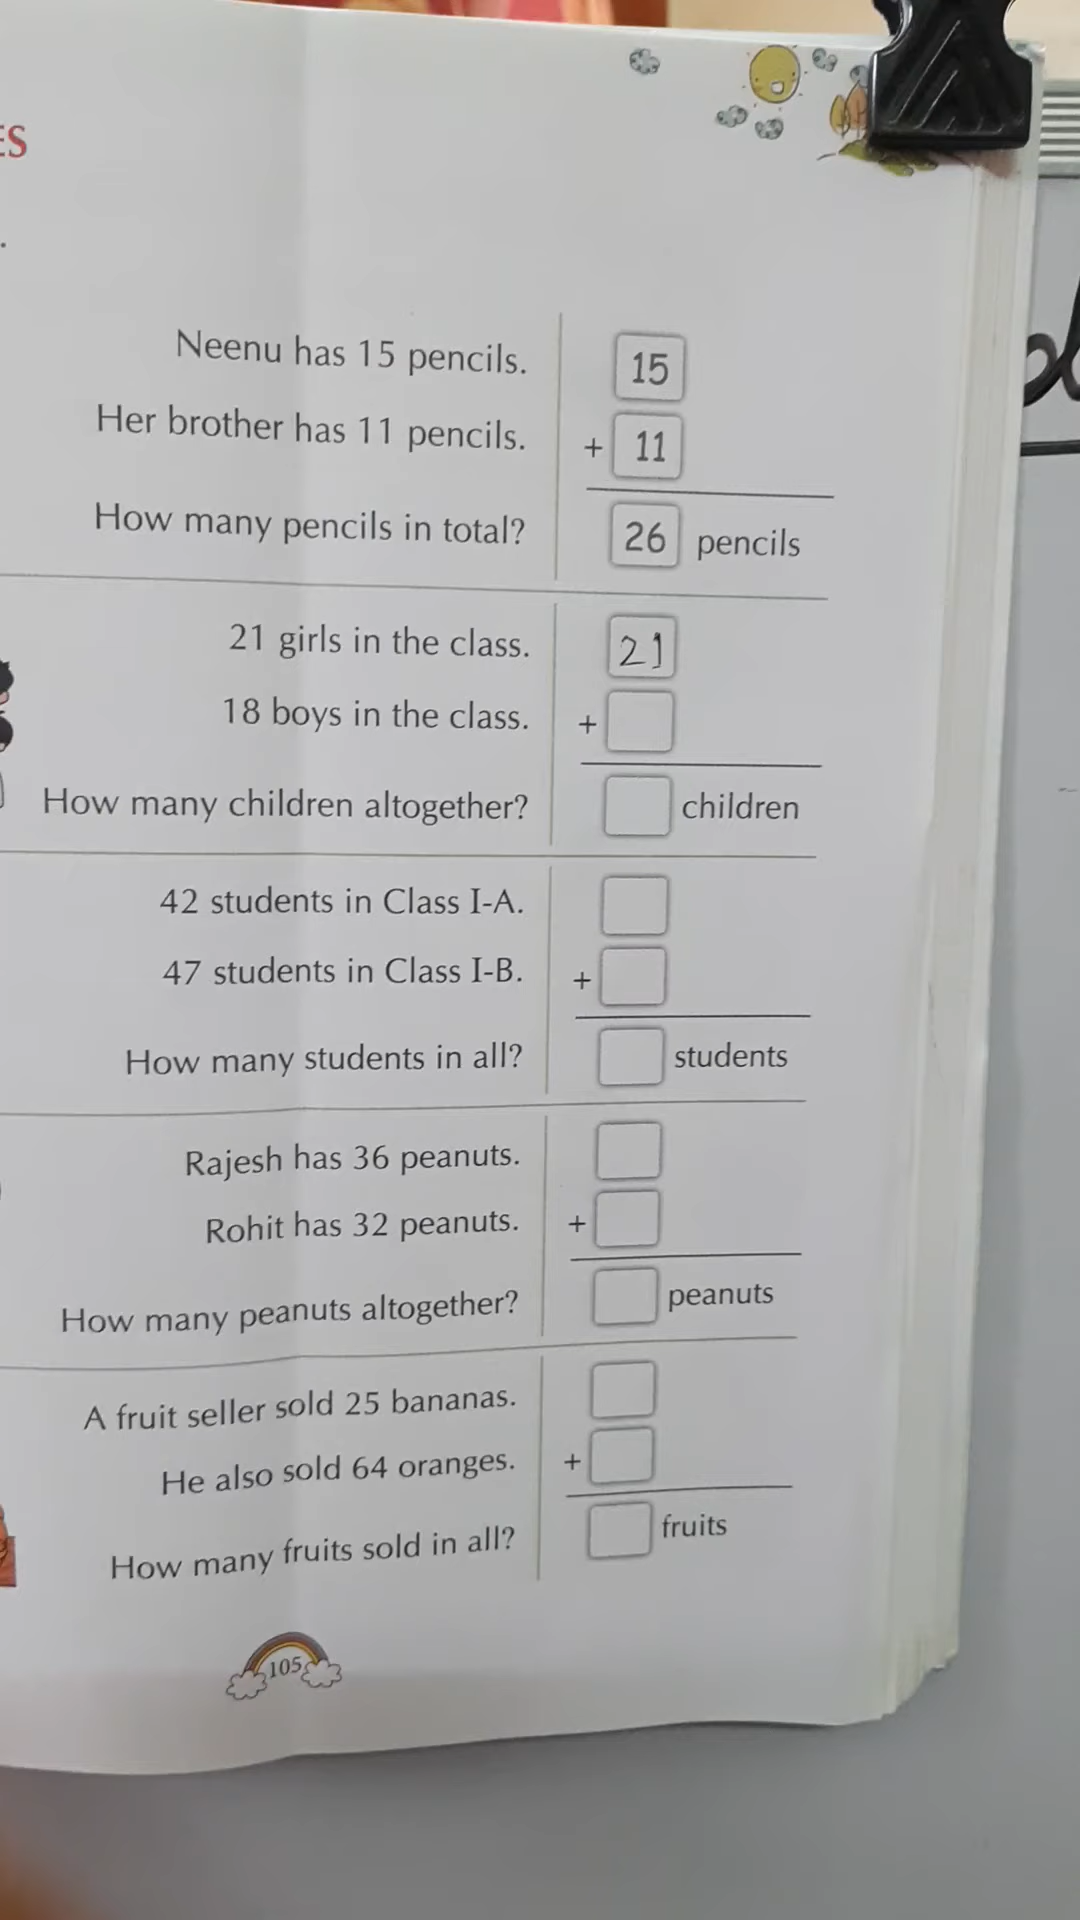 ES
.
Neenu has 15 pencils.
15
Her brother has 11 pencils.
+ 11
How many pencils in total?
26 pencils
21 girls in the class.
21
18 boys in the class.
+
How many children altogether?
children
42 students in Class I-A.
47 students in Class I-B.
+
How many students in all?
students
Rajesh has 36 peanuts.
Rohit has 32 peanuts.
+
How many peanuts altogether?
peanuts
A fruit seller sold 25 bananas.
He also sold 64 oranges.
+
How many fruits sold in all?
fruits
105